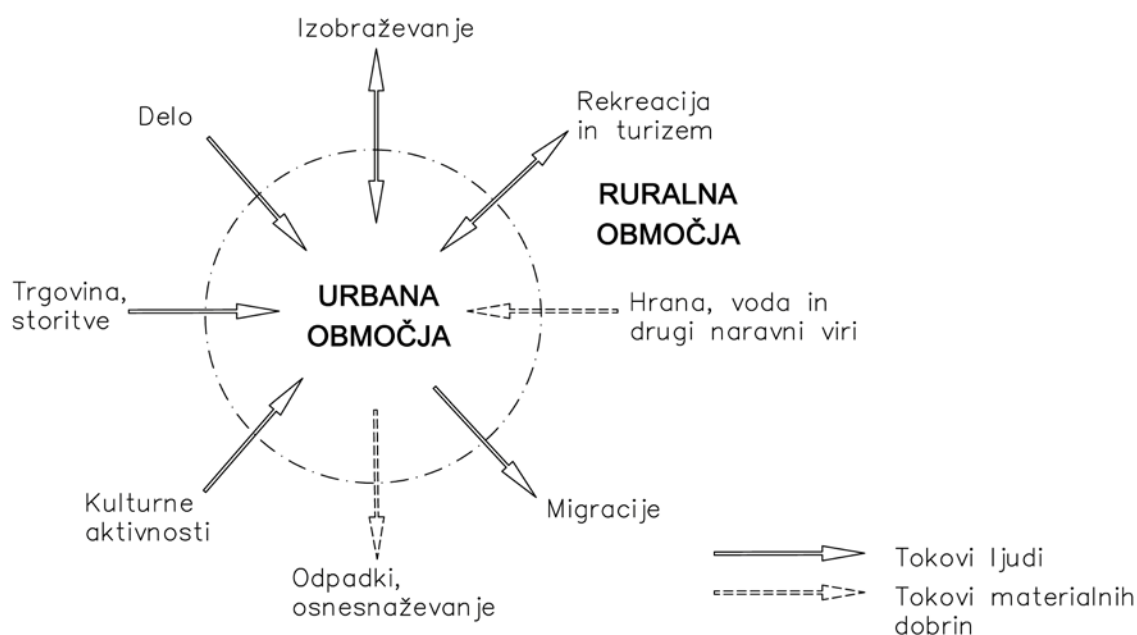 Izobraževanje
Delo
Rekreacija
in turizem
RURALNA
OBMOČJA
Trgovina,
storitve
URBANA
OBMOČJA
Hrana, voda in
drugi naravni viri
Kulturne
aktivnosti
Migracije
Odpadki,
osnesnaževanje
Tokovi ljudi
Tokovi materialnih
dobrin